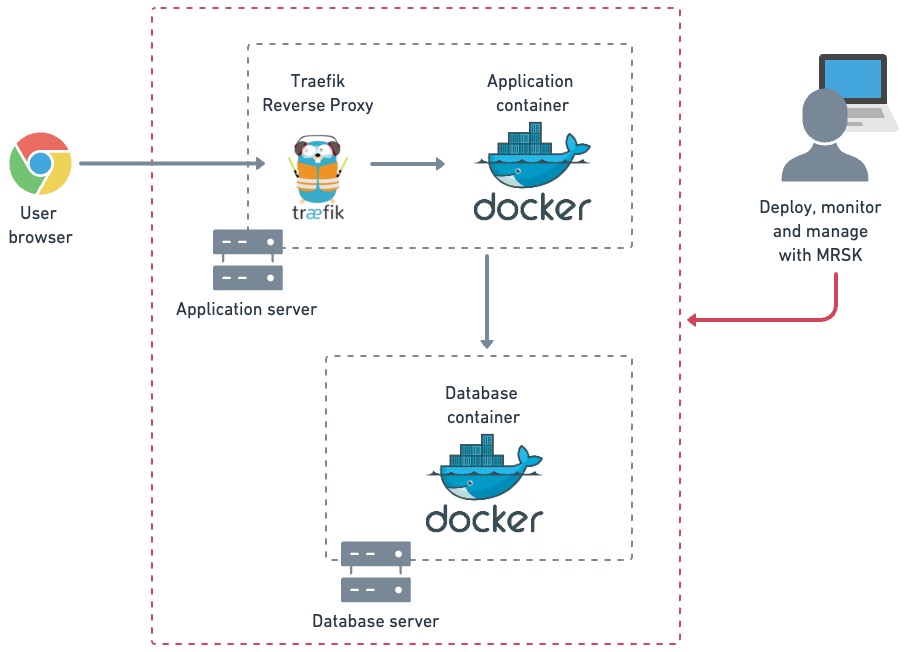 Traefik
Reverse Proxy
træfik
Application
container
docker
User
browser
Application server
Deploy, monitor
and manage
with MRSK
Database
container
docker
Database server